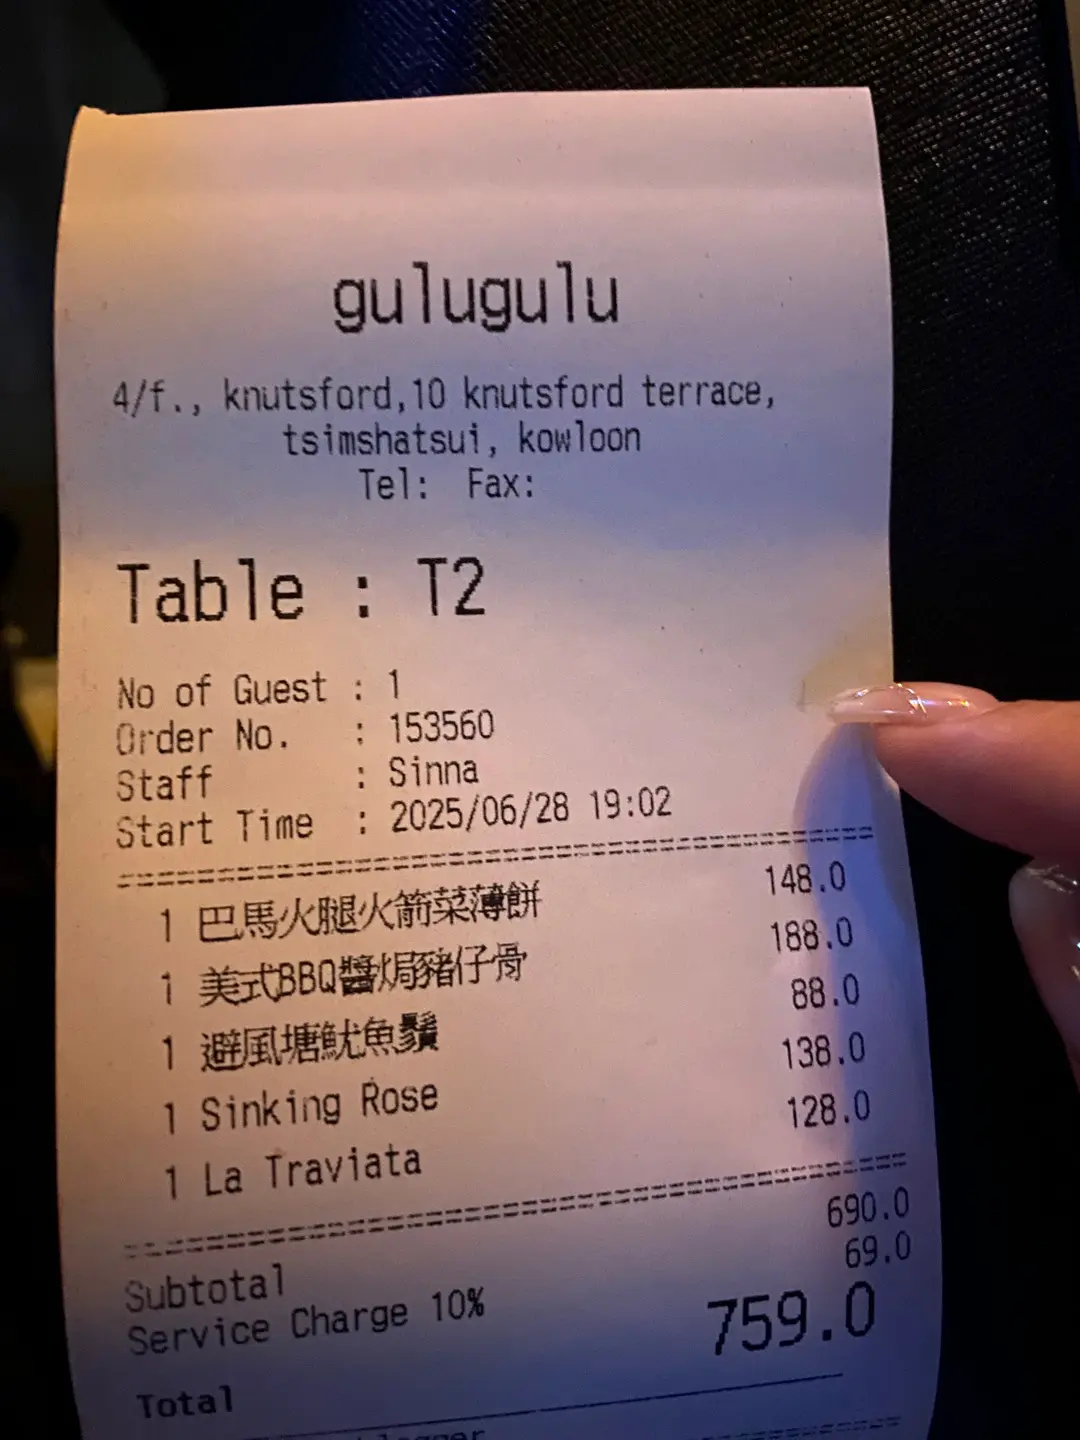 gulugulu
4/f., knutsford,10 knutsford terrace,
tsimshatsui, kowloon
Tel: Fax:
Table : T2
No of Guest : 1
Order No. : 153560
Staff : Sinna
Start Time : 2025/06/28 19:02
1 巴馬火腿火箭菜薄餅 148.0
1 美式BBQ醬焗豬仔骨 188.0
1 避風塘魷魚鬚 88.0
1 Sinking Rose 138.0
1 La Traviata 128.0
Subtotal 690.0
Service Charge 10% 69.0
Total 759.0